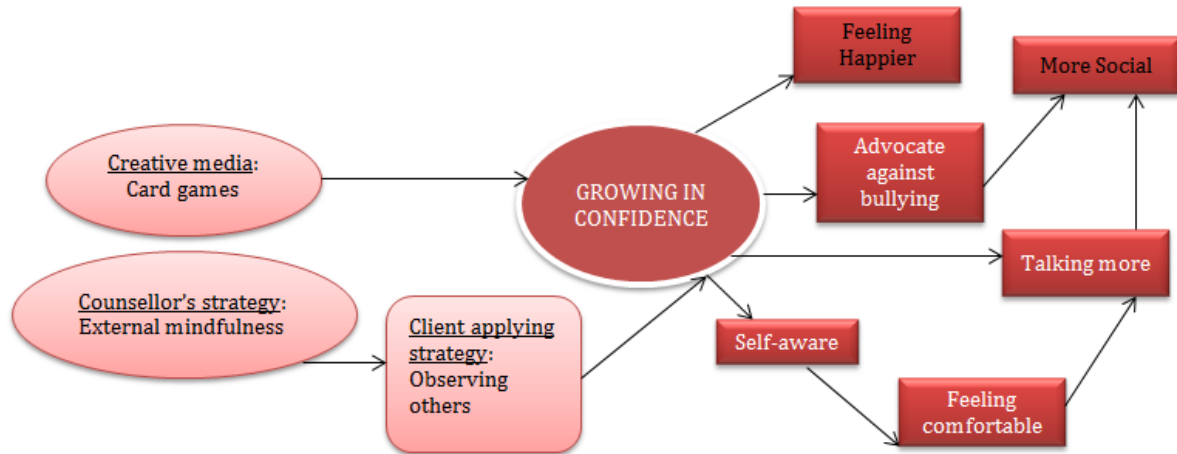 Feeling
Happier
More Social
Creative media:
Card games
GROWING IN
CONFIDENCE
Advocate
against
bullying
Counsellor's strategy:
External mindfulness
Client applying
strategy:
Observing
others
Talking more
Self-aware
Feeling
comfortable